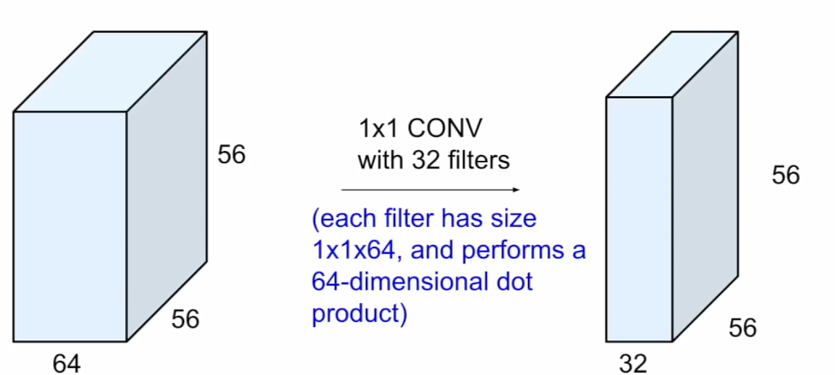 56
56
64
1x1 CONV
with 32 filters
(each filter has size
1x1x64, and performs a
64-dimensional dot
product)
56
56
32